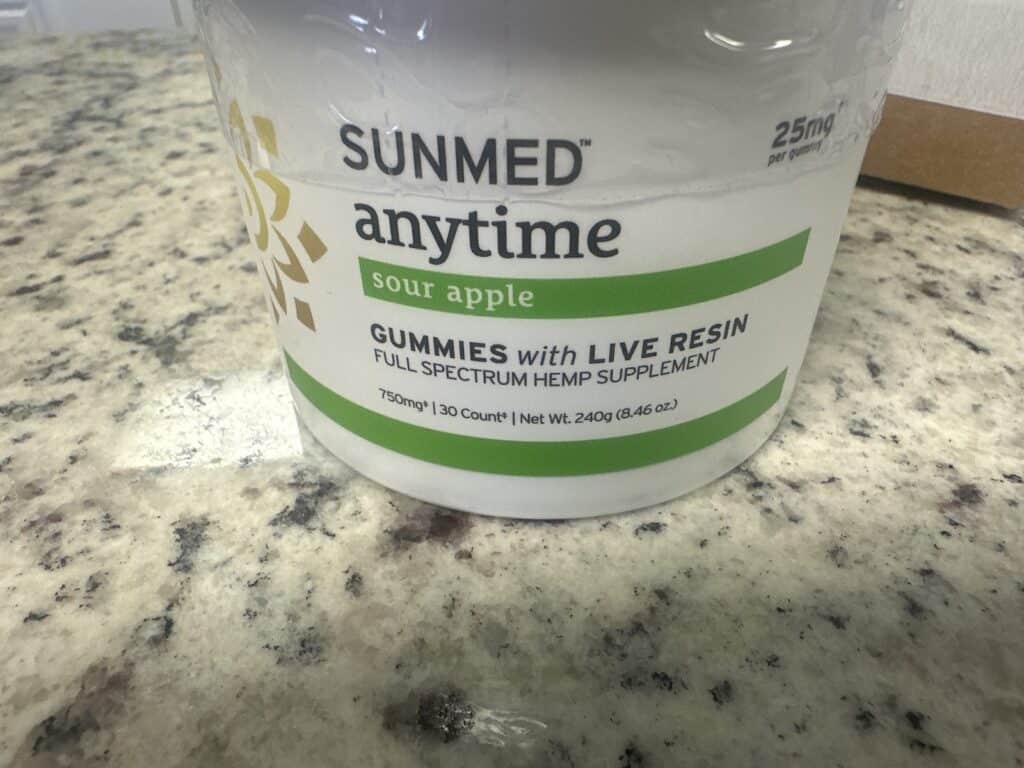 SUNMED™
25mg
per gummy
anytime
sour apple
GUMMIES with LIVE RESIN
FULL SPECTRUM HEMP SUPPLEMENT
750mg‡ | 30 Count‡ | Net Wt. 240g (8.46 oz.)